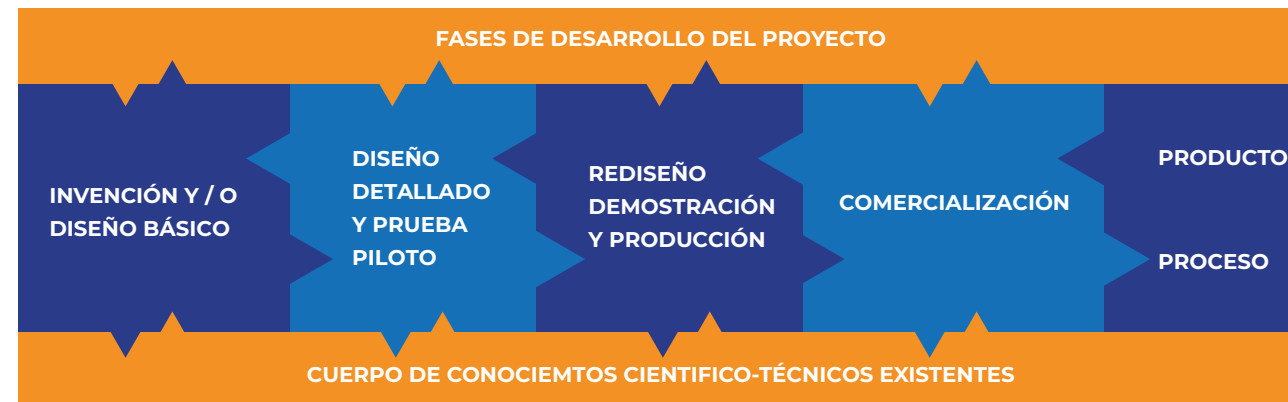 FASES DE DESARROLLO DEL PROYECTO
INVENCIÓN Y / O
DISEÑO BÁSICO
DISEÑO
DETALLADO
Y PRUEBA
PILOTO
REDISEÑO
DEMOSTRACIÓN
Y PRODUCCIÓN
COMERCIALIZACIÓN
PRODUCTO
PROCESO
CUERPO DE CONOCIEMTOS CIENTIFICO-TÉCNICOS EXISTENTES